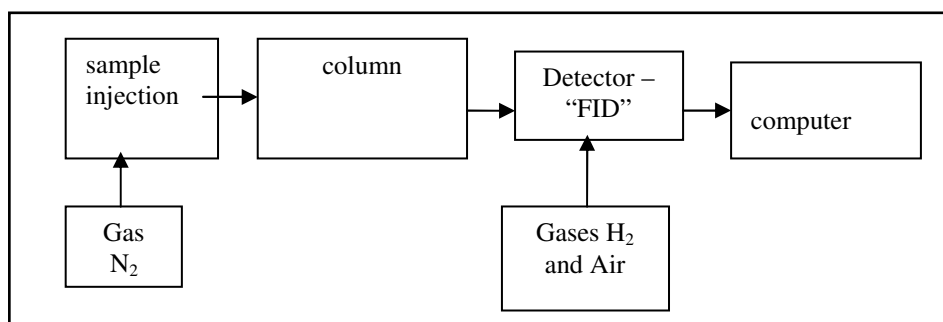 sample
injection
column
Detector –
“FID”
computer
Gas
N₂
Gases H₂
and Air